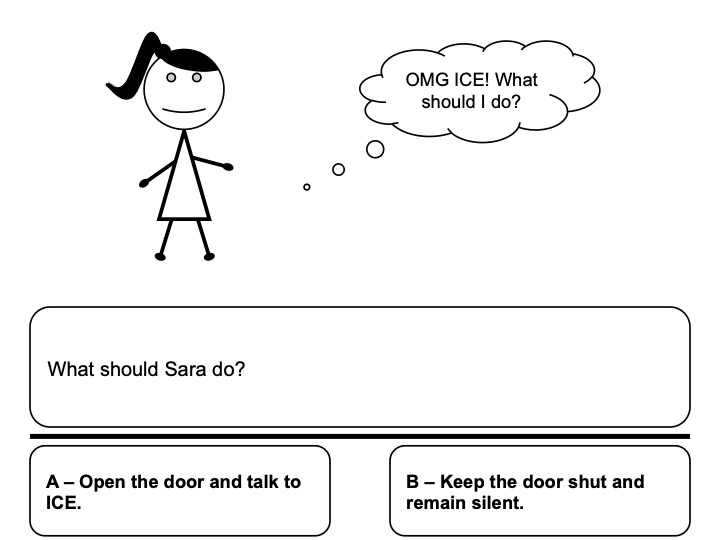 OMG ICE! What
should I do?
What should Sara do?
A – Open the door and talk to
ICE.
B – Keep the door shut and
remain silent.